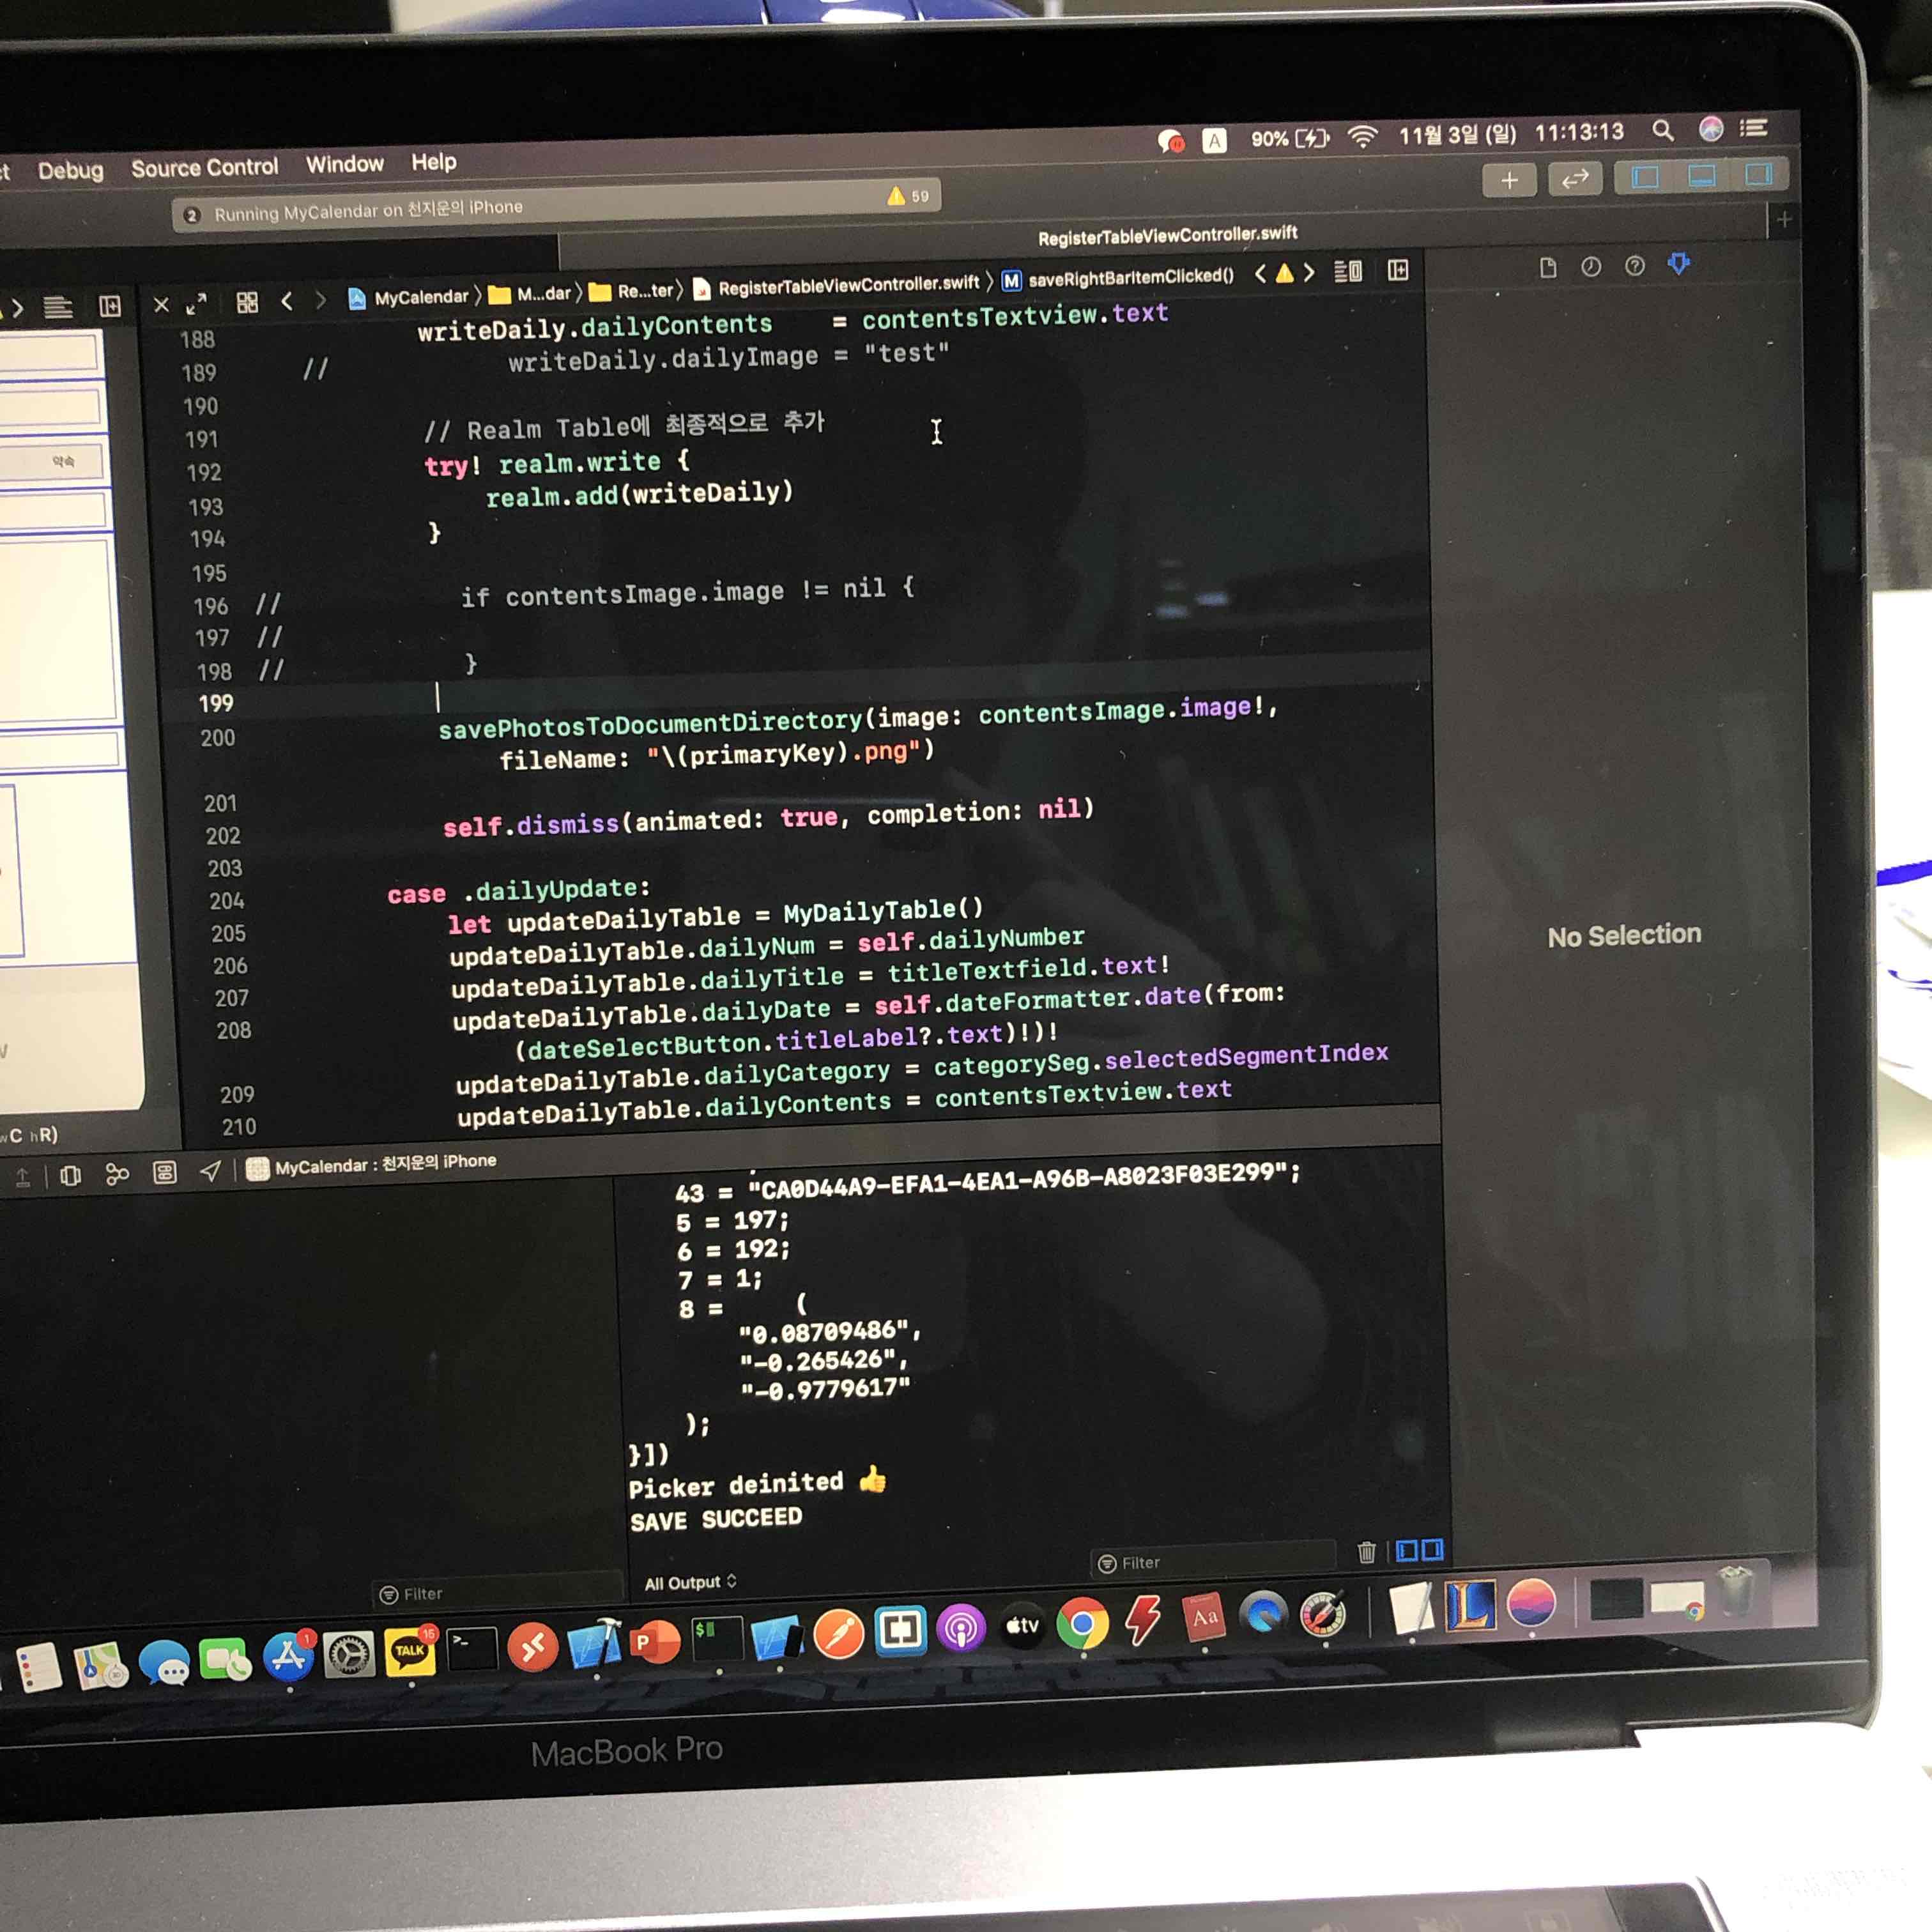 Debug Source Control Window Help
A 90% 11월 3일 (일) 11:13:13
2 Running MyCalendar on 천지운의 iPhone 59
RegisterTableViewController.swift
MyCalendar M...dar Re...ter RegisterTableViewController.swift M saveRightBarItemClicked()
188 writeDaily.dailyContents = contentsTextview.text
189 // writeDaily.dailyImage = "test"
190
191 // Realm Table에 최종적으로 추가
192 try! realm.write {
193 realm.add(writeDaily)
194 }
195
196 // if contentsImage.image != nil {
197 //
198 // }
199
200 savePhotosToDocumentDirectory(image: contentsImage.image!,
fileName: "\(primaryKey).png")
201
202 self.dismiss(animated: true, completion: nil)
203
204 case .dailyUpdate:
205 let updateDailyTable = MyDailyTable()
206 updateDailyTable.dailyNum = self.dailyNumber
207 updateDailyTable.dailyTitle = titleTextfield.text!
208 updateDailyTable.dailyDate = self.dateFormatter.date(from:
(dateSelectButton.titleLabel?.text)!)!
209 updateDailyTable.dailyCategory = categorySeg.selectedSegmentIndex
210 updateDailyTable.dailyContents = contentsTextview.text
약속
No Selection
wC hR)
MyCalendar : 천지운의 iPhone
43 = "CA0D44A9-EFA1-4EA1-A96B-A8023F03E299";
5 = 197;
6 = 192;
7 = 1;
8 = (
"0.08709486",
"-0.265426",
"-0.9779617"
);
}])
Picker deinited 👍
SAVE SUCCEED
Filter
All Output
Filter
1
TALK
15
>_
P
$
tv
Aa
L
MacBook Pro